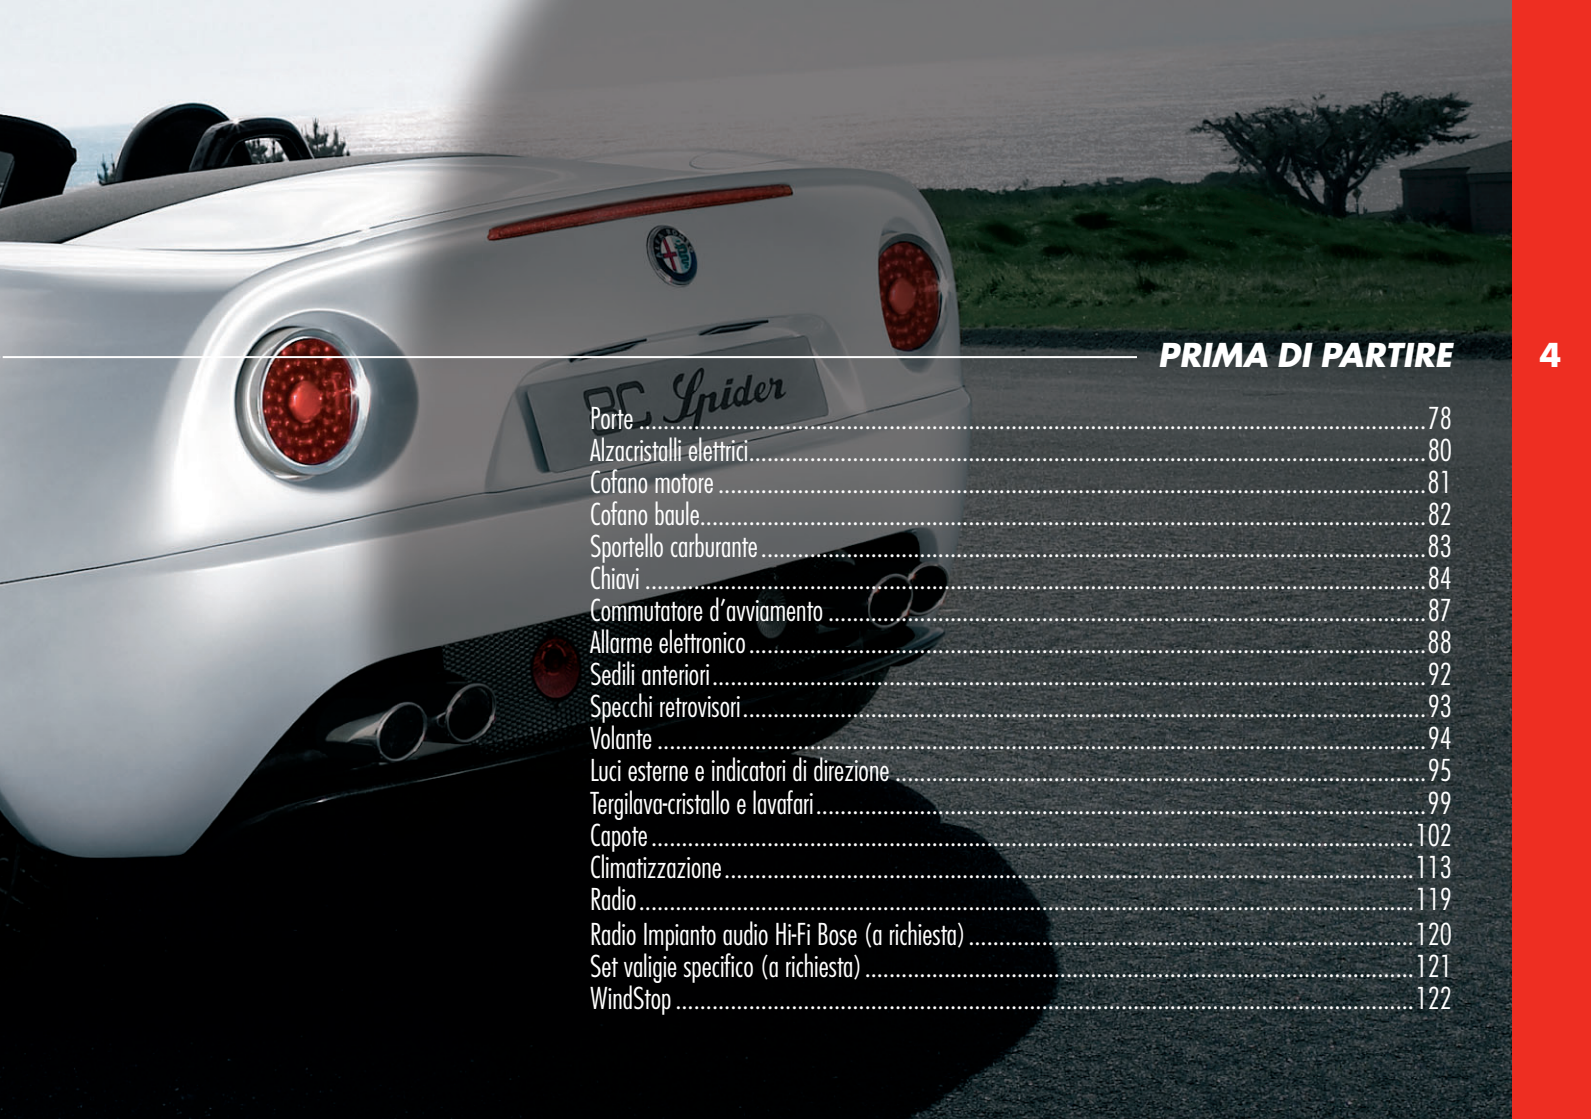 8C Spider
PRIMA DI PARTIRE
4
Porte 78
Alzacristalli elettrici 80
Cofano motore 81
Cofano baule 82
Sportello carburante 83
Chiavi 84
Commutatore d’avviamento 87
Allarme elettronico 88
Sedili anteriori 92
Specchi retrovisori 93
Volante 94
Luci esterne e indicatori di direzione 95
Tergilava-cristallo e lavafari 99
Capote 102
Climatizzazione 113
Radio 119
Radio Impianto audio Hi-Fi Bose (a richiesta) 120
Set valigie specifico (a richiesta) 121
WindStop 122